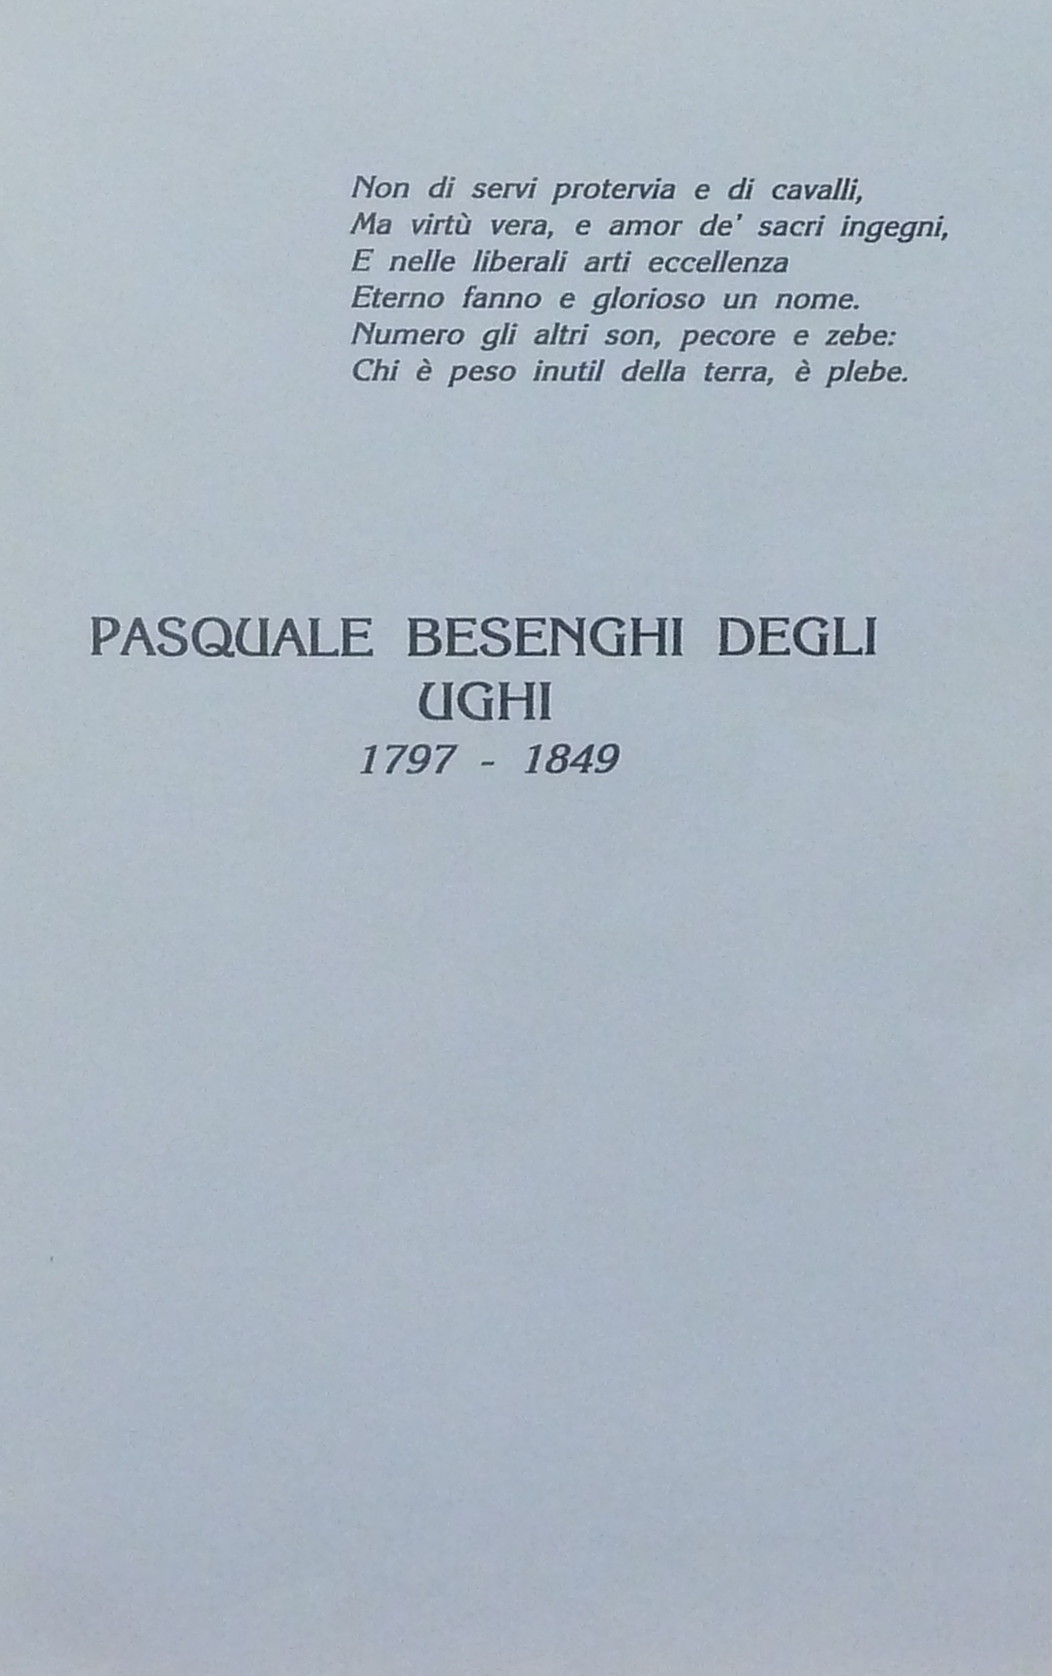 Non di servi protervia e di cavalli,
Ma virtù vera, e amor de' sacri ingegni,
E nelle liberali arti eccellenza
Eterno fanno e glorioso un nome.
Numero gli altri son, pecore e zebe:
Chi è peso inutil della terra, è plebe.
PASQUALE BESENGHI DEGLI
UGHI
1797 - 1849